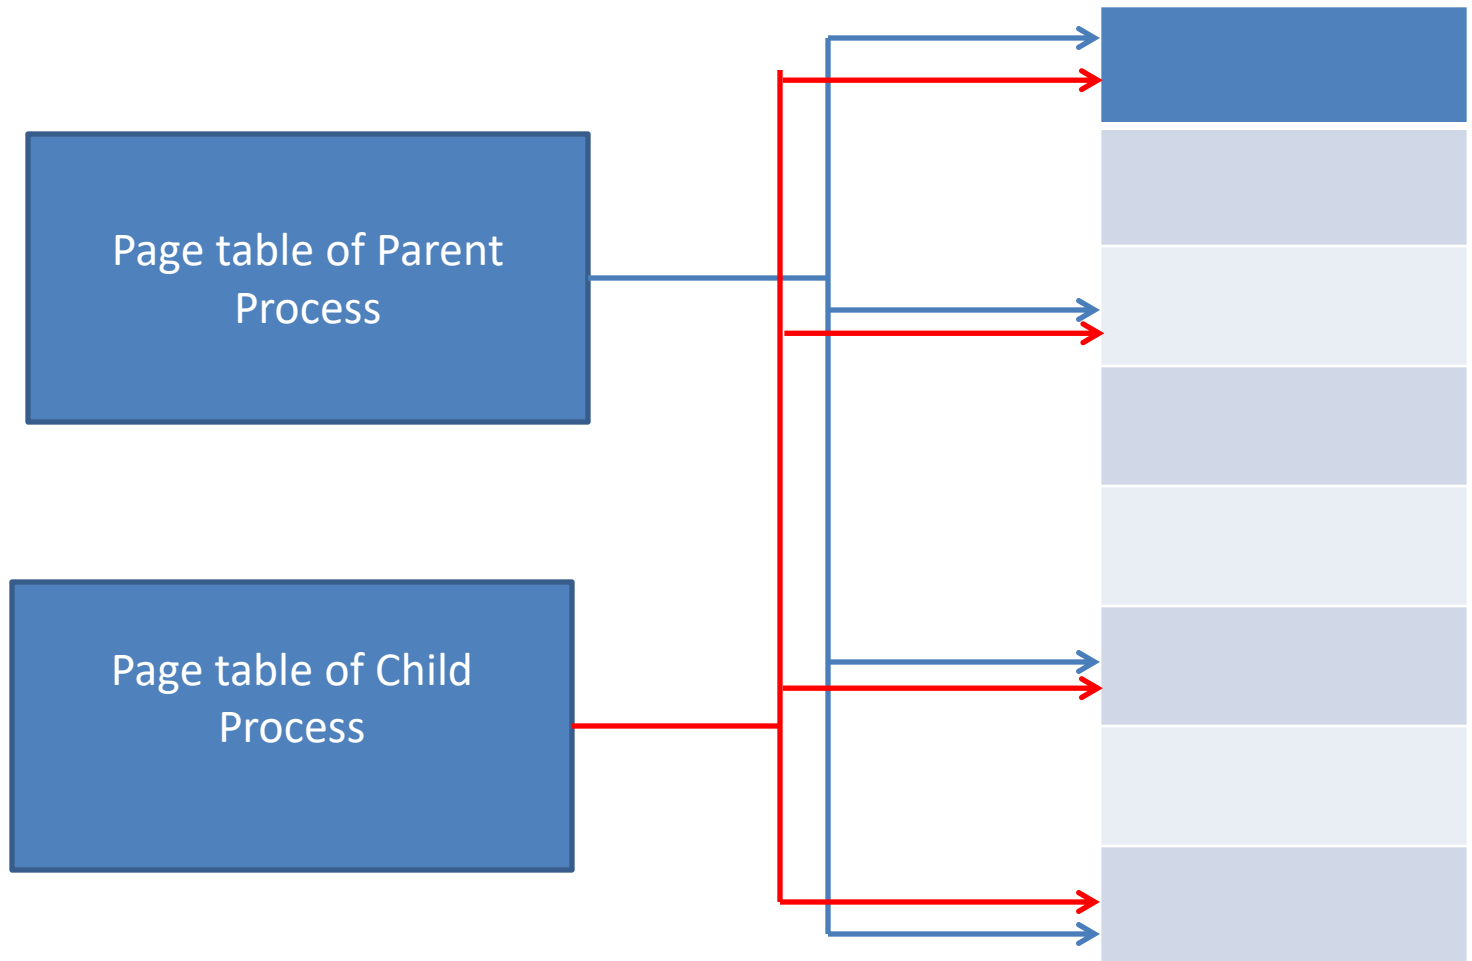 Page table of Parent
Process
Page table of Child
Process